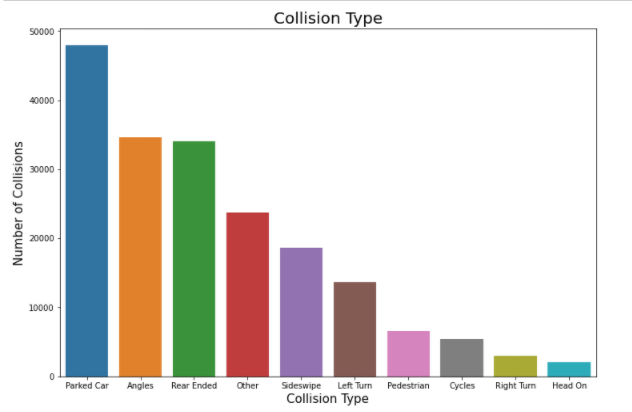 Collision Type
50000
40000
30000
20000
10000
0
Number of Collisions
Parked Car Angles Rear Ended Other Sideswipe Left Turn Pedestrian Cycles Right Turn Head On
Collision Type